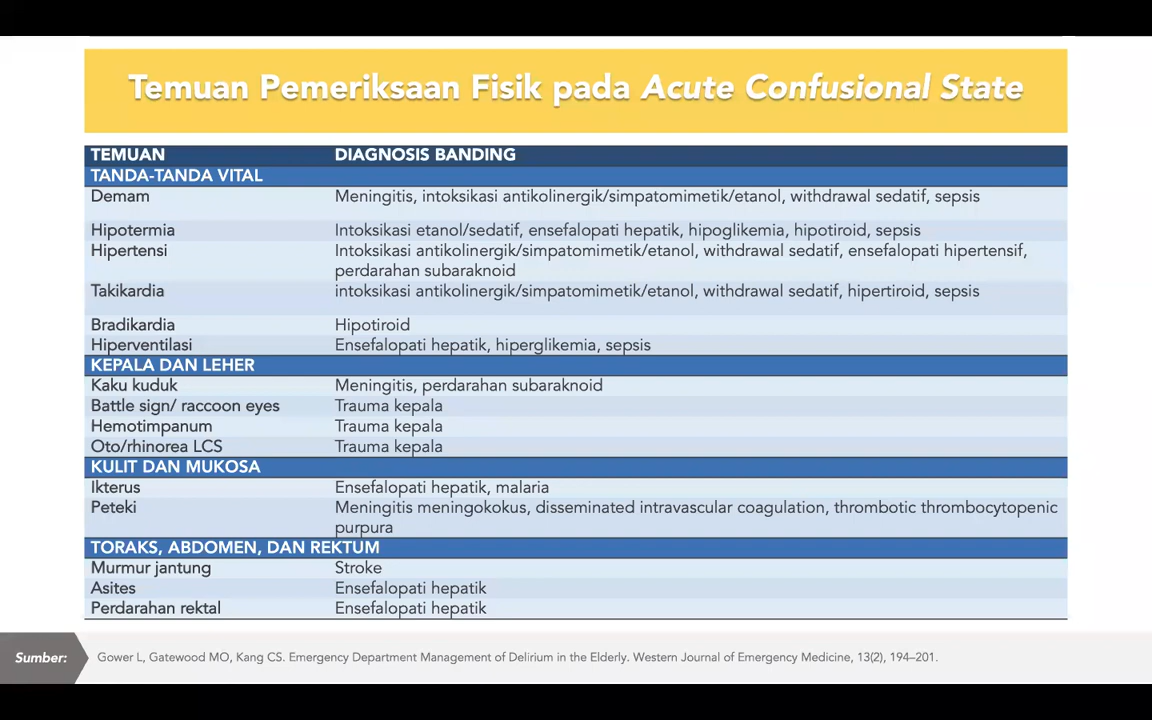 Temuan Pemeriksaan Fisik pada Acute Confusional State
TEMUAN DIAGNOSIS BANDING
TANDA-TANDA VITAL
Demam Meningitis, intoksikasi antikolinergik/simpatomimetik/etanol, withdrawal sedatif, sepsis
Hipotermia Intoksikasi etanol/sedatif, ensefalopati hepatik, hipoglikemia, hipotiroid, sepsis
Hipertensi Intoksikasi antikolinergik/simpatomimetik/etanol, withdrawal sedatif, ensefalopati hipertensif,
perdarahan subaraknoid
Takikardia intoksikasi antikolinergik/simpatomimetik/etanol, withdrawal sedatif, hipertiroid, sepsis
Bradikardia Hipotiroid
Hiperventilasi Ensefalopati hepatik, hiperglikemia, sepsis
KEPALA DAN LEHER
Kaku kuduk Meningitis, perdarahan subaraknoid
Battle sign/ raccoon eyes Trauma kepala
Hemotimpanum Trauma kepala
Oto/rhinorea LCS Trauma kepala
KULIT DAN MUKOSA
Ikterus Ensefalopati hepatik, malaria
Peteki Meningitis meningokokus, disseminated intravascular coagulation, thrombotic thrombocytopenic
purpura
TORAKS, ABDOMEN, DAN REKTUM
Murmur jantung Stroke
Asites Ensefalopati hepatik
Perdarahan rektal Ensefalopati hepatik
Sumber: Gower L, Gatewood MO, Kang CS. Emergency Department Management of Delirium in the Elderly. Western Journal of Emergency Medicine, 13(2), 194–201.